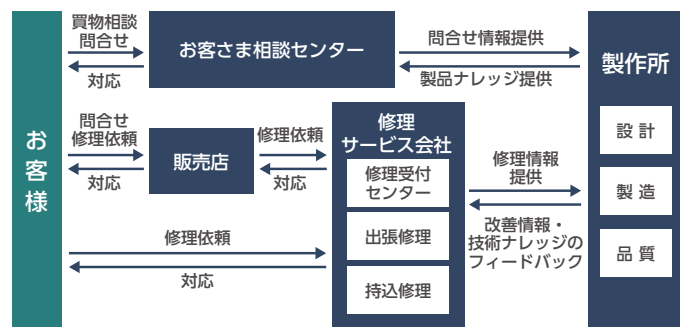 お客様
買物相談
問合せ
対応
お客さま相談センター
問合せ情報提供
製品ナレッジ提供
製作所
設計
製造
品質
問合せ
修理依頼
対応
販売店
修理依頼
対応
修理
サービス会社
修理受付
センター
出張修理
持込修理
修理情報
提供
改善情報・
技術ナレッジの
フィードバック
修理依頼
対応